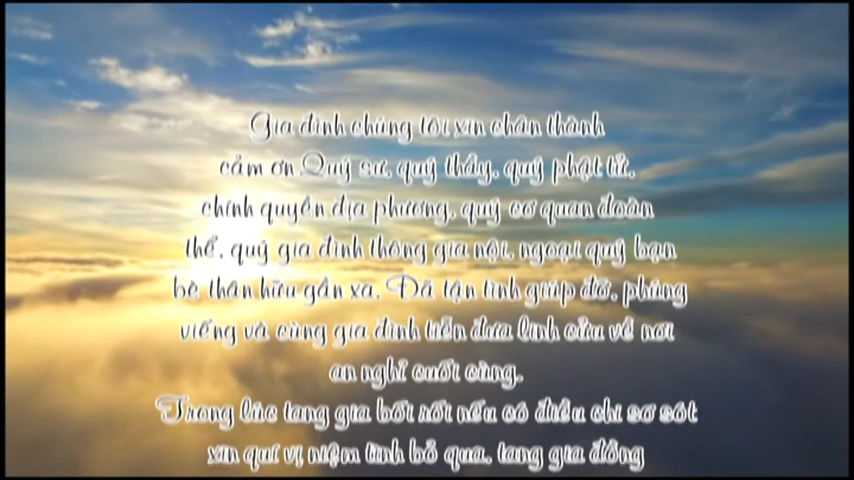 Gia đình chúng tôi xin chân thành
cảm ơn Quý sư, quý thầy, quý phật tử,
chính quyền địa phương, quý cơ quan đoàn
thể, quý gia đình thông gia nội, ngoại quý bạn
bè thân hữu gần xa. Đã tận tình giúp đỡ, phúng
viếng và cùng gia đình tiễn đưa linh cửu về nơi
an nghỉ cuối cùng.
Trong lúc tang gia bối rối nếu có điều chi sơ sót
xin quí vị niệm tình bỏ qua, tang gia đồng